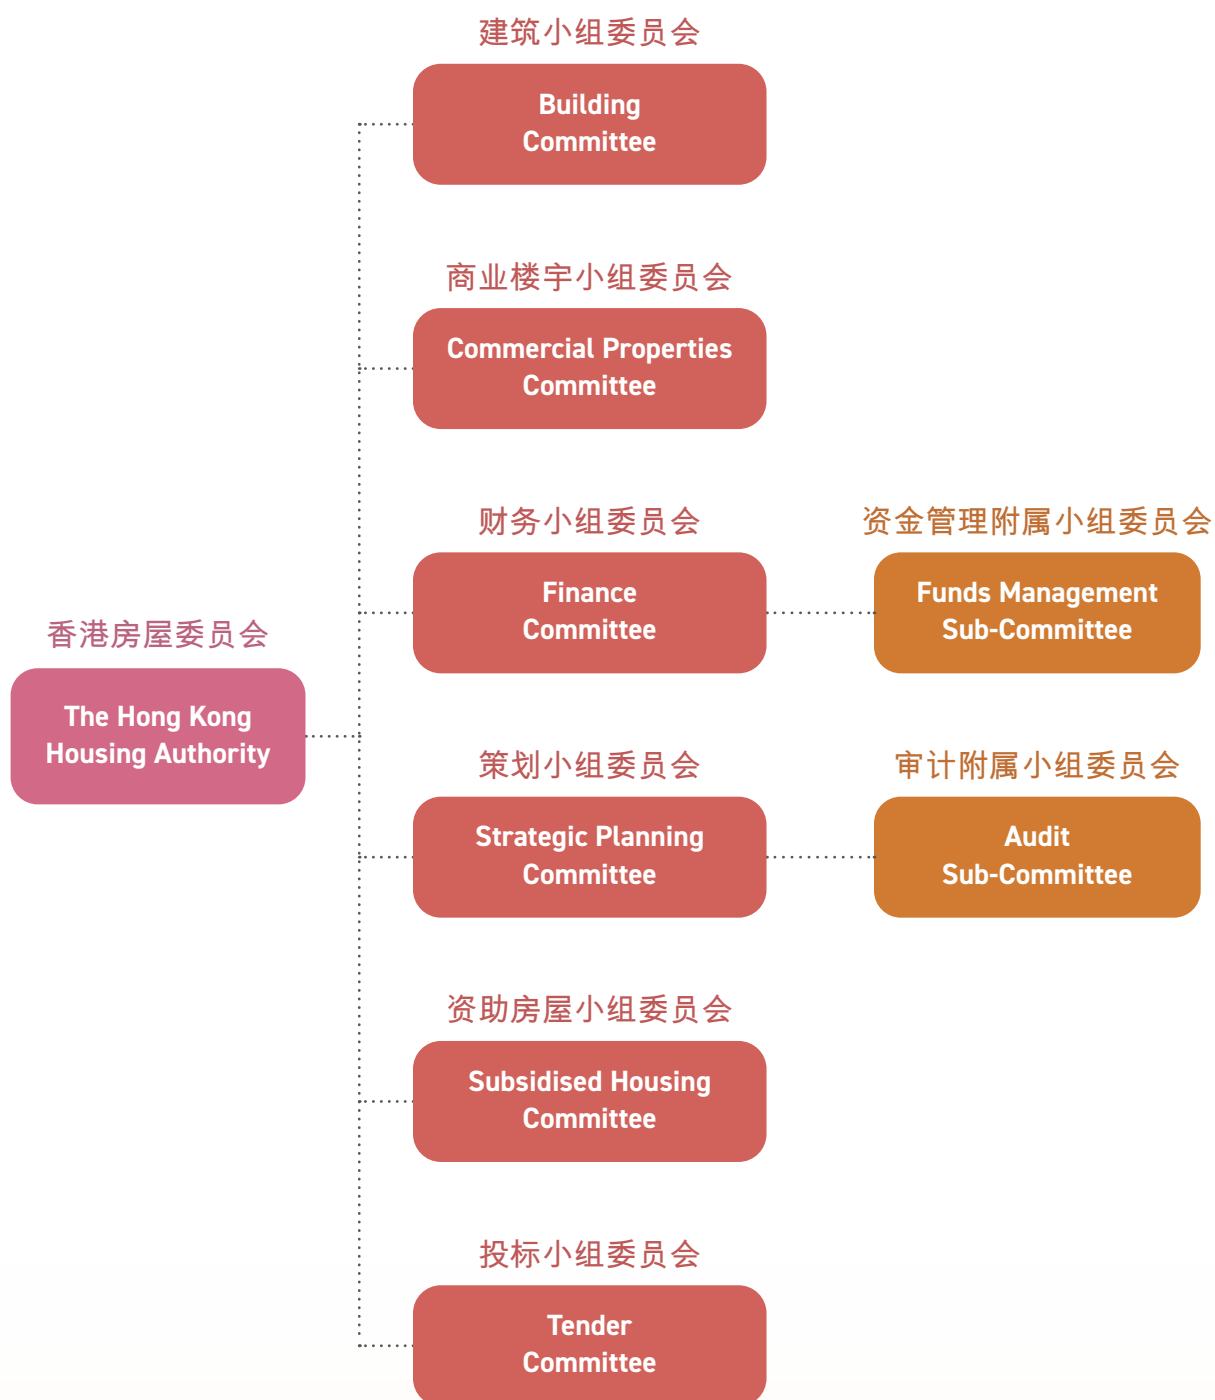 建筑小组委员会
Building
Committee
商业楼宇小组委员会
Commercial Properties
Committee
财务小组委员会
Finance
Committee
资金管理附属小组委员会
Funds Management
Sub-Committee
香港房屋委员会
The Hong Kong
Housing Authority
策划小组委员会
Strategic Planning
Committee
审计附属小组委员会
Audit
Sub-Committee
资助房屋小组委员会
Subsidised Housing
Committee
投标小组委员会
Tender
Committee